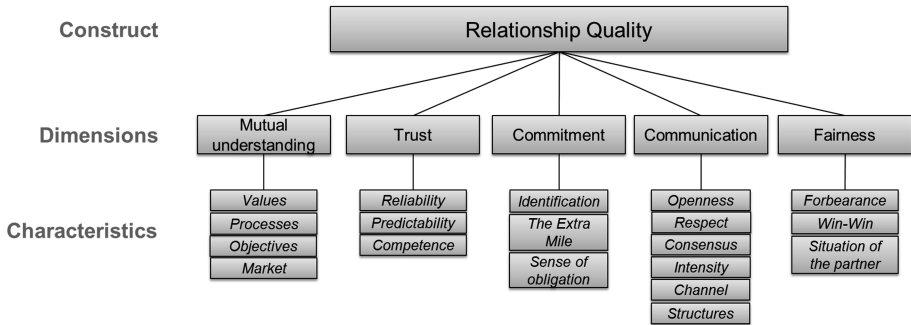 Construct
Relationship Quality
Dimensions
Mutual
understanding
Trust
Commitment
Communication
Fairness
Characteristics
Values
Processes
Objectives
Market
Reliability
Predictability
Competence
Identification
The Extra
Mile
Sense of
obligation
Openness
Respect
Consensus
Intensity
Channel
Structures
Forbearance
Win-Win
Situation of
the partner